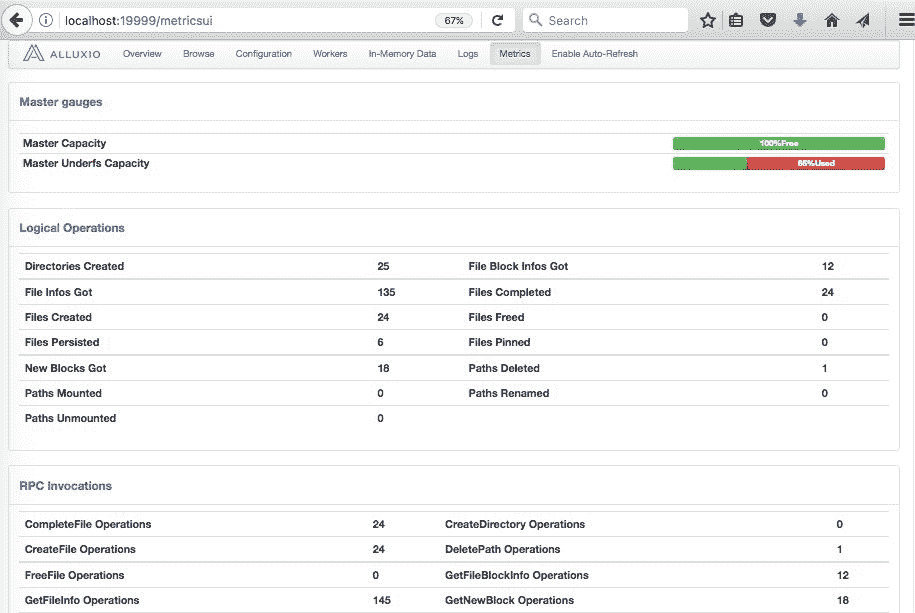 localhost:19999/metricsui 67% Search
ALLUXIO Overview Browse Configuration Workers In-Memory Data Logs Metrics Enable Auto-Refresh
Master gauges
Master Capacity 100%Free
Master Underfs Capacity 65%Used
Logical Operations
Directories Created 25 File Block Infos Got 12
File Infos Got 135 Files Completed 24
Files Created 24 Files Freed 0
Files Persisted 6 Files Pinned 0
New Blocks Got 18 Paths Deleted 1
Paths Mounted 0 Paths Renamed 0
Paths Unmounted 0
RPC Invocations
CompleteFile Operations 24 CreateDirectory Operations 0
CreateFile Operations 24 DeletePath Operations 1
FreeFile Operations 0 GetFileBlockInfo Operations 12
GetFileInfo Operations 145 GetNewBlock Operations 18